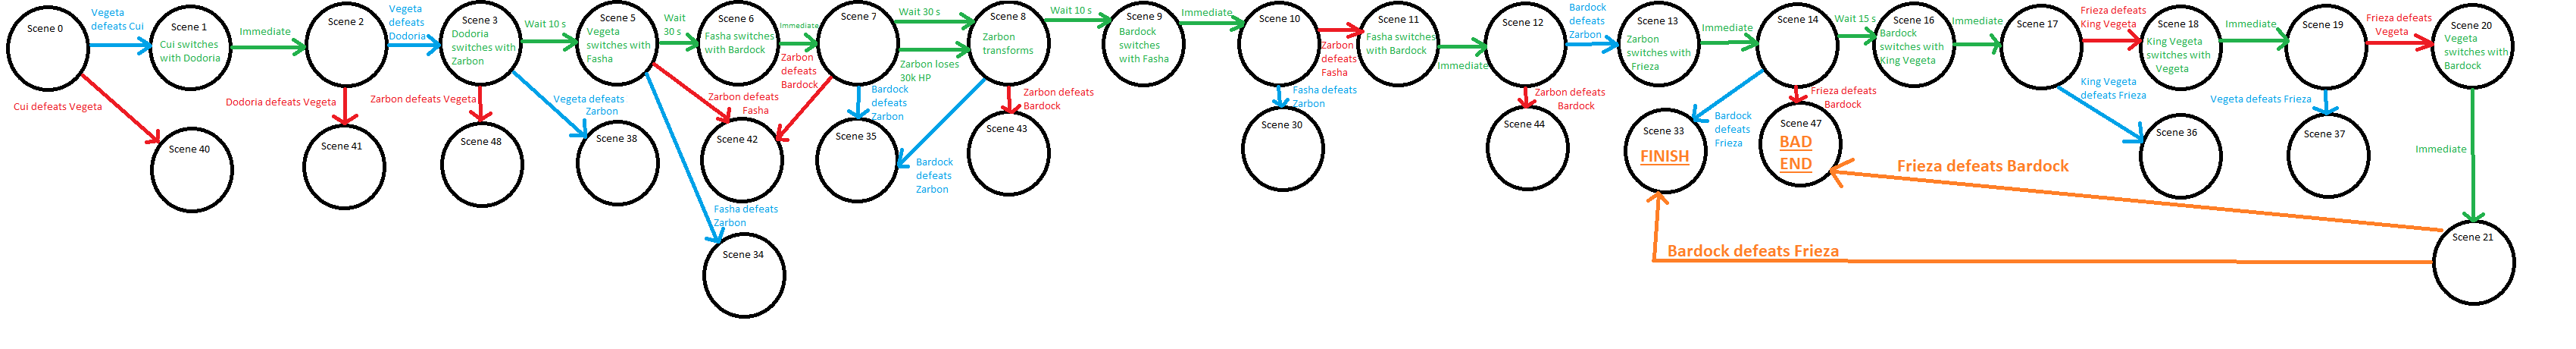 Scene 0
Vegeta
defeats Cui
Cui defeats Vegeta
Scene 1
Cui switches
with Dodoria
Immediate
Scene 40
Scene 2
Vegeta
defeats
Dodoria
Dodoria defeats Vegeta
Scene 41
Scene 3
Dodoria
switches with
Zarbon
Wait 10 s
Zarbon defeats Vegeta
Scene 48
Vegeta defeats
Zarbon
Scene 38
Scene 5
Vegeta
switches with
Fasha
Wait
30 s
Zarbon defeats
Fasha
Fasha defeats
Zarbon
Scene 34
Scene 6
Fasha switches
with Bardock
Immediate
Scene 42
Zarbon
defeats
Bardock
Scene 7
Wait 30 s
Zarbon loses
30k HP
Bardock
defeats
Zarbon
Scene 35
Scene 8
Zarbon
transforms
Wait 10 s
Bardock
defeats
Zarbon
Zarbon defeats
Bardock
Scene 43
Scene 9
Bardock
switches
with Fasha
Immediate
Scene 10
Zarbon
defeats
Fasha
Fasha defeats
Zarbon
Scene 30
Scene 11
Fasha switches
with Bardock
Immediate
Scene 12
Bardock
defeats
Zarbon
Zarbon defeats
Bardock
Scene 44
Scene 13
Zarbon
switches with
Frieza
Immediate
Scene 14
Wait 15 s
Bardock
defeats
Frieza
Scene 33
FINISH
Frieza defeats
Bardock
Scene 47
BAD
END
Scene 16
Bardock
switches with
King Vegeta
Immediate
Scene 17
Frieza defeats
King Vegeta
King Vegeta
defeats Frieza
Scene 36
Scene 18
King Vegeta
switches with
Vegeta
Immediate
Scene 19
Frieza defeats
Vegeta
Vegeta defeats Frieza
Scene 37
Scene 20
Vegeta
switches with
Bardock
Immediate
Scene 21
Frieza defeats Bardock
Bardock defeats Frieza